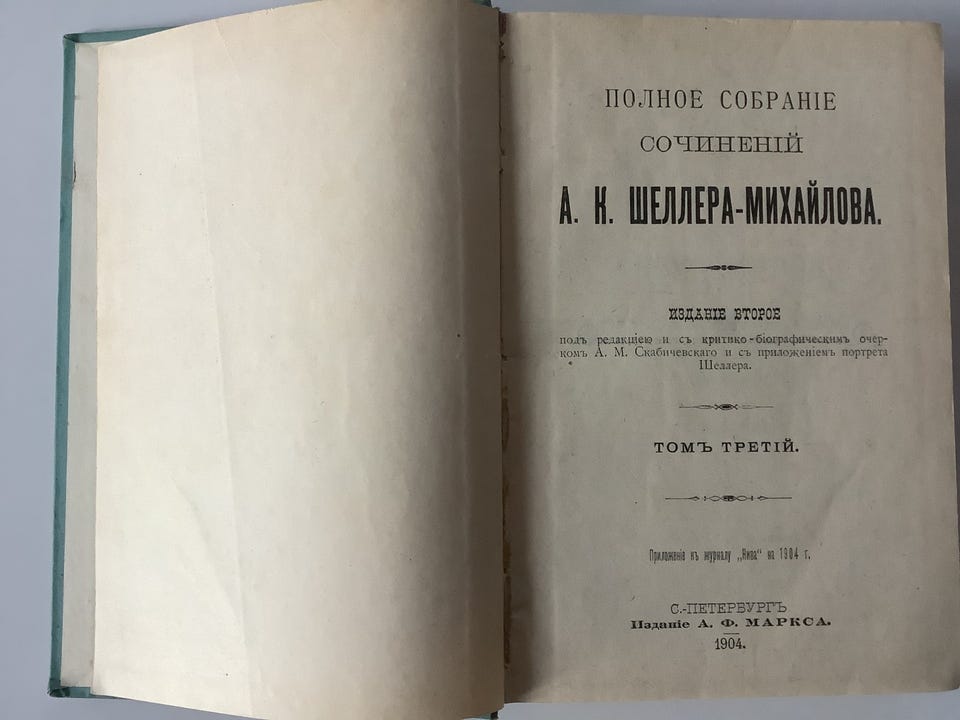 ПОЛНОЕ СОБРАНІЕ
СОЧИНЕНІЙ
А. К. ШЕЛЛЕРА-МИХАЙЛОВА.
ИЗДАНІЕ ВТОРОЕ
подъ редакціею и съ критико-біографическимъ очер-
комъ А. М. Скабичевскаго и съ приложеніемъ портрета
Шеллера.
ТОМЪ ТРЕТІЙ.
Приложеніе къ журналу „Нива“ на 1904 г.
С.-ПЕТЕРБУРГЪ
Изданіе А. Ф. МАРКСА.
1904.